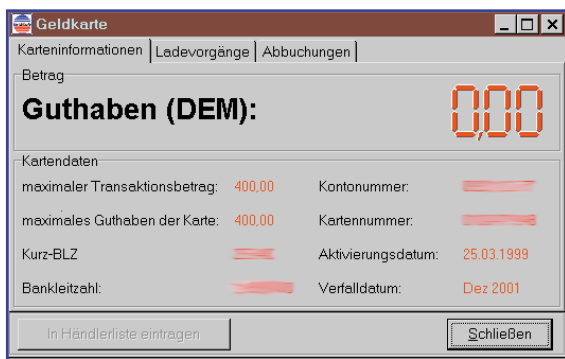 Geldkarte
Karteninformationen Ladevorgänge Abbuchungen
Betrag
Guthaben (DEM): 0,00
Kartendaten
maximaler Transaktionsbetrag: 400,00 Kontonummer:
maximales Guthaben der Karte: 400,00 Kartennummer:
Kurz-BLZ Aktivierungsdatum: 25.03.1999
Bankleitzahl: Verfalldatum: Dez 2001
In Händlerliste eintragen Schließen